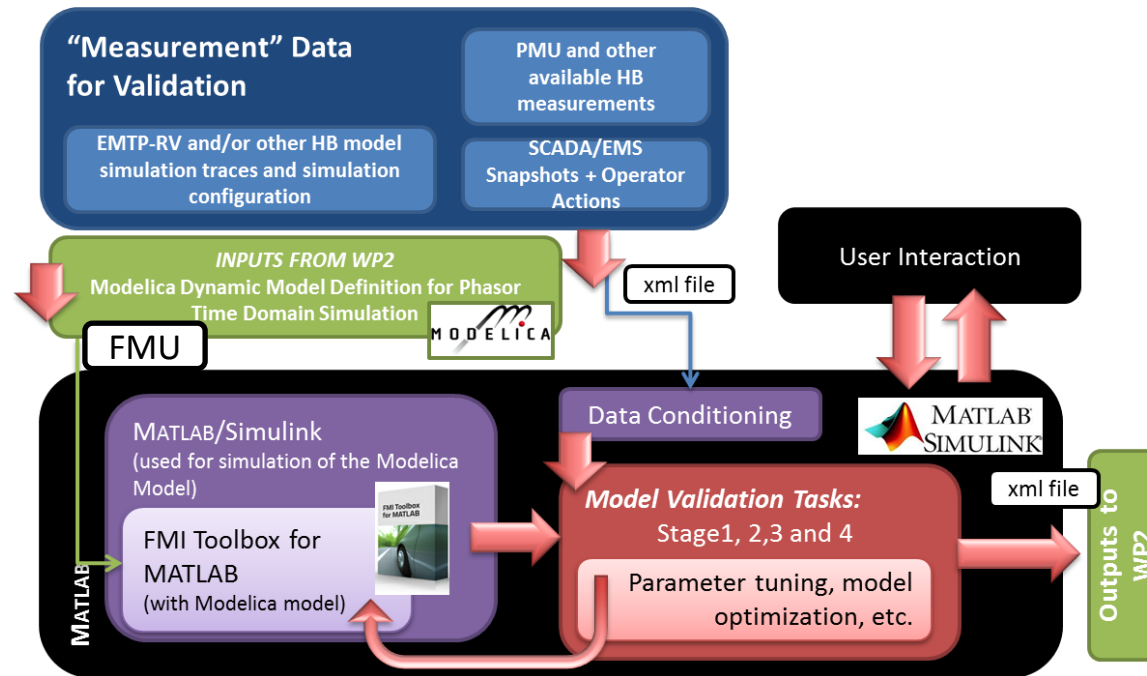 “Measurement” Data
for Validation
PMU and other
available HB
measurements
EMTP-RV and/or other HB model
simulation traces and simulation
configuration
SCADA/EMS
Snapshots + Operator
Actions
INPUTS FROM WP2
Modelica Dynamic Model Definition for Phasor
Time Domain Simulation
MODELICA
xml file
User Interaction
FMU
MATLAB
MATLAB/Simulink
(used for simulation of the Modelica
Model)
FMI Toolbox
for MATLAB
FMI Toolbox for
MATLAB
(with Modelica model)
Data Conditioning
MATLAB®
SIMULINK®
Model Validation Tasks:
Stage1, 2,3 and 4
Parameter tuning, model
optimization, etc.
xml file
Outputs to
WP2